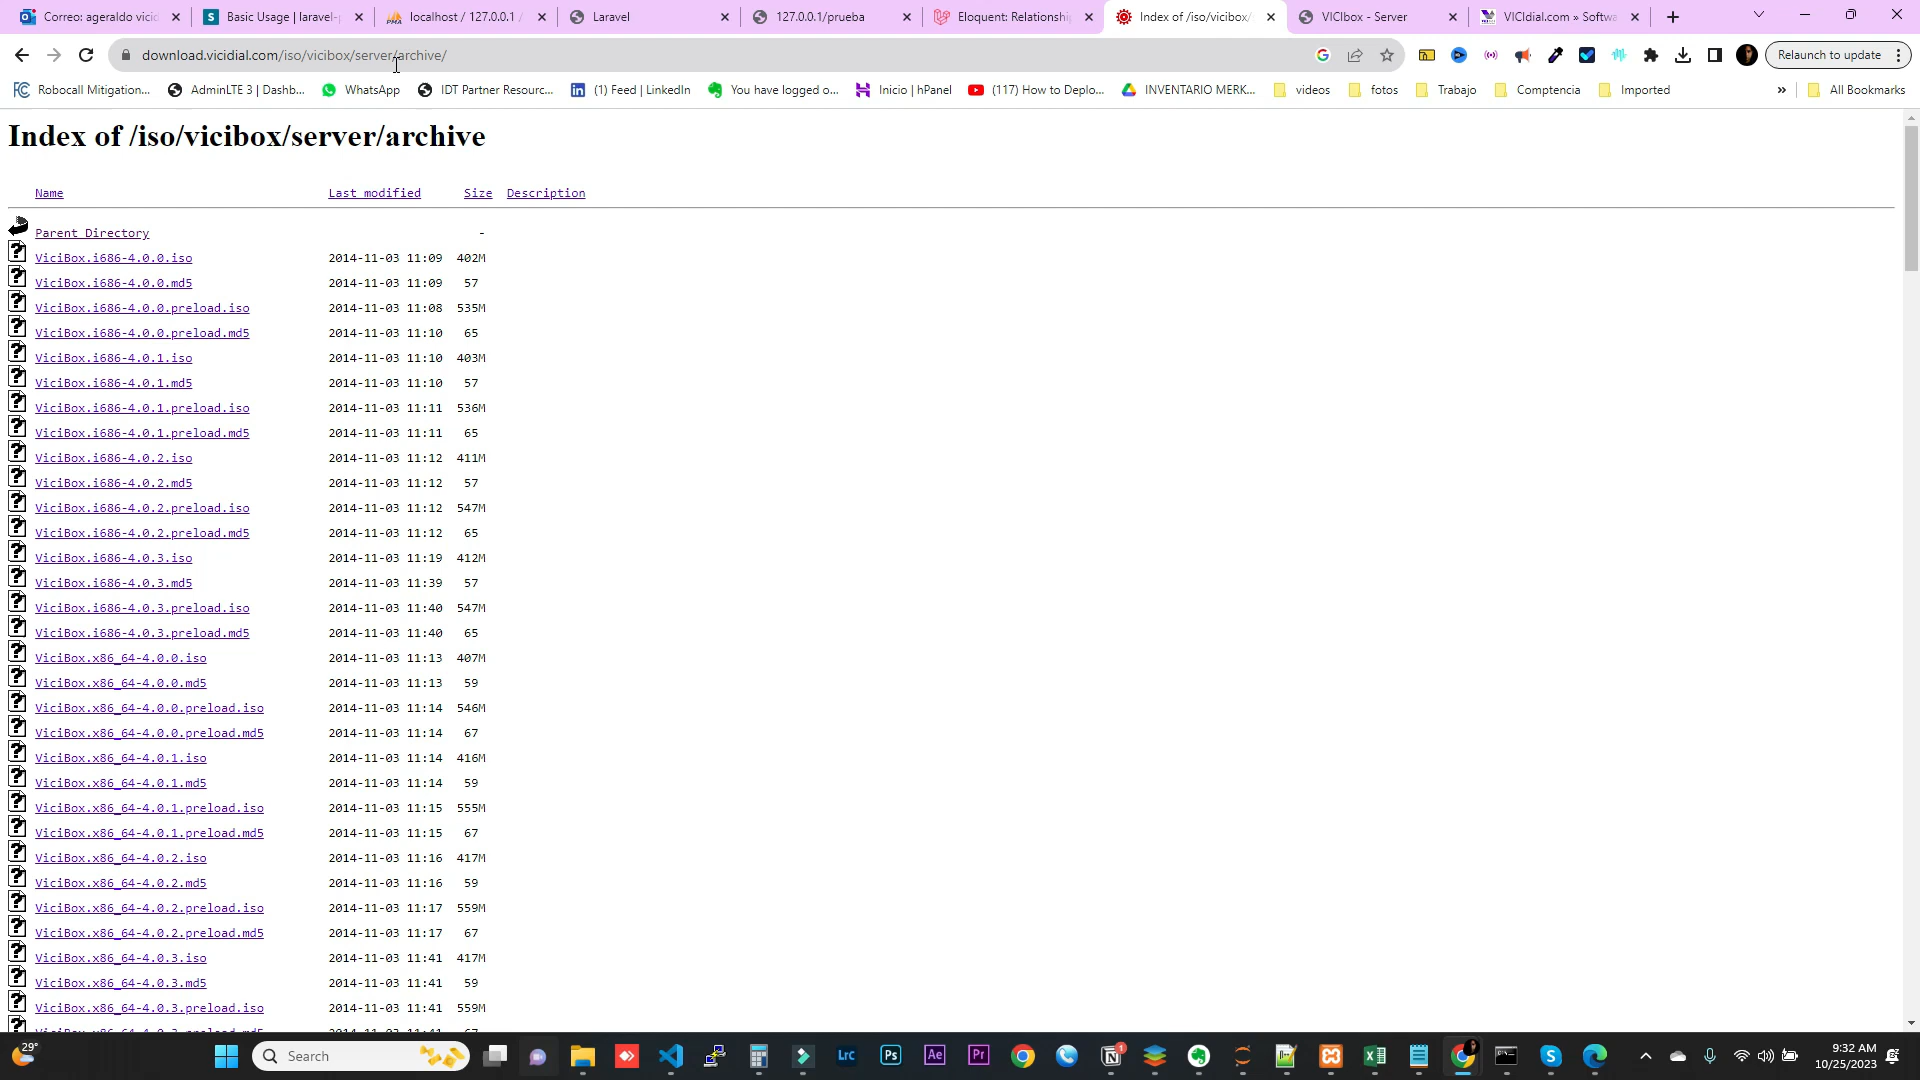 Correo: ageraldo vicid
Basic Usage | laravel-p
localhost / 127.0.0.1 /
Laravel
127.0.0.1/prueba
Eloquent: Relationship
Index of /iso/vicibox/
VICIbox - Server
VICIdial.com » Softwa
download.vicidial.com/iso/vicibox/server/archive/
Relaunch to update
Robocall Mitigation...
AdminLTE 3 | Dashb...
WhatsApp
IDT Partner Resourc...
(1) Feed | LinkedIn
You have logged o...
Inicio | hPanel
(117) How to Deplo...
INVENTARIO MERK...
videos
fotos
Trabajo
Comptencia
Imported
»
All Bookmarks
Index of /iso/vicibox/server/archive
Name Last modified Size Description
Parent Directory -
ViciBox.i686-4.0.0.iso 2014-11-03 11:09 402M
ViciBox.i686-4.0.0.md5 2014-11-03 11:09 57
ViciBox.i686-4.0.0.preload.iso 2014-11-03 11:08 535M
ViciBox.i686-4.0.0.preload.md5 2014-11-03 11:10 65
ViciBox.i686-4.0.1.iso 2014-11-03 11:10 403M
ViciBox.i686-4.0.1.md5 2014-11-03 11:10 57
ViciBox.i686-4.0.1.preload.iso 2014-11-03 11:11 536M
ViciBox.i686-4.0.1.preload.md5 2014-11-03 11:11 65
ViciBox.i686-4.0.2.iso 2014-11-03 11:12 411M
ViciBox.i686-4.0.2.md5 2014-11-03 11:12 57
ViciBox.i686-4.0.2.preload.iso 2014-11-03 11:12 547M
ViciBox.i686-4.0.2.preload.md5 2014-11-03 11:12 65
ViciBox.i686-4.0.3.iso 2014-11-03 11:19 412M
ViciBox.i686-4.0.3.md5 2014-11-03 11:39 57
ViciBox.i686-4.0.3.preload.iso 2014-11-03 11:40 547M
ViciBox.i686-4.0.3.preload.md5 2014-11-03 11:40 65
ViciBox.x86_64-4.0.0.iso 2014-11-03 11:13 407M
ViciBox.x86_64-4.0.0.md5 2014-11-03 11:13 59
ViciBox.x86_64-4.0.0.preload.iso 2014-11-03 11:14 546M
ViciBox.x86_64-4.0.0.preload.md5 2014-11-03 11:14 67
ViciBox.x86_64-4.0.1.iso 2014-11-03 11:14 416M
ViciBox.x86_64-4.0.1.md5 2014-11-03 11:14 59
ViciBox.x86_64-4.0.1.preload.iso 2014-11-03 11:15 555M
ViciBox.x86_64-4.0.1.preload.md5 2014-11-03 11:15 67
ViciBox.x86_64-4.0.2.iso 2014-11-03 11:16 417M
ViciBox.x86_64-4.0.2.md5 2014-11-03 11:16 59
ViciBox.x86_64-4.0.2.preload.iso 2014-11-03 11:17 559M
ViciBox.x86_64-4.0.2.preload.md5 2014-11-03 11:17 67
ViciBox.x86_64-4.0.3.iso 2014-11-03 11:41 417M
ViciBox.x86_64-4.0.3.md5 2014-11-03 11:41 59
ViciBox.x86_64-4.0.3.preload.iso 2014-11-03 11:41 559M
ViciBox.x86_64-4.0.3.preload.md5 2014-11-03 11:41 67
29°
Search
Lrc
Ps
Ae
Pr
9:32 AM
10/25/2023